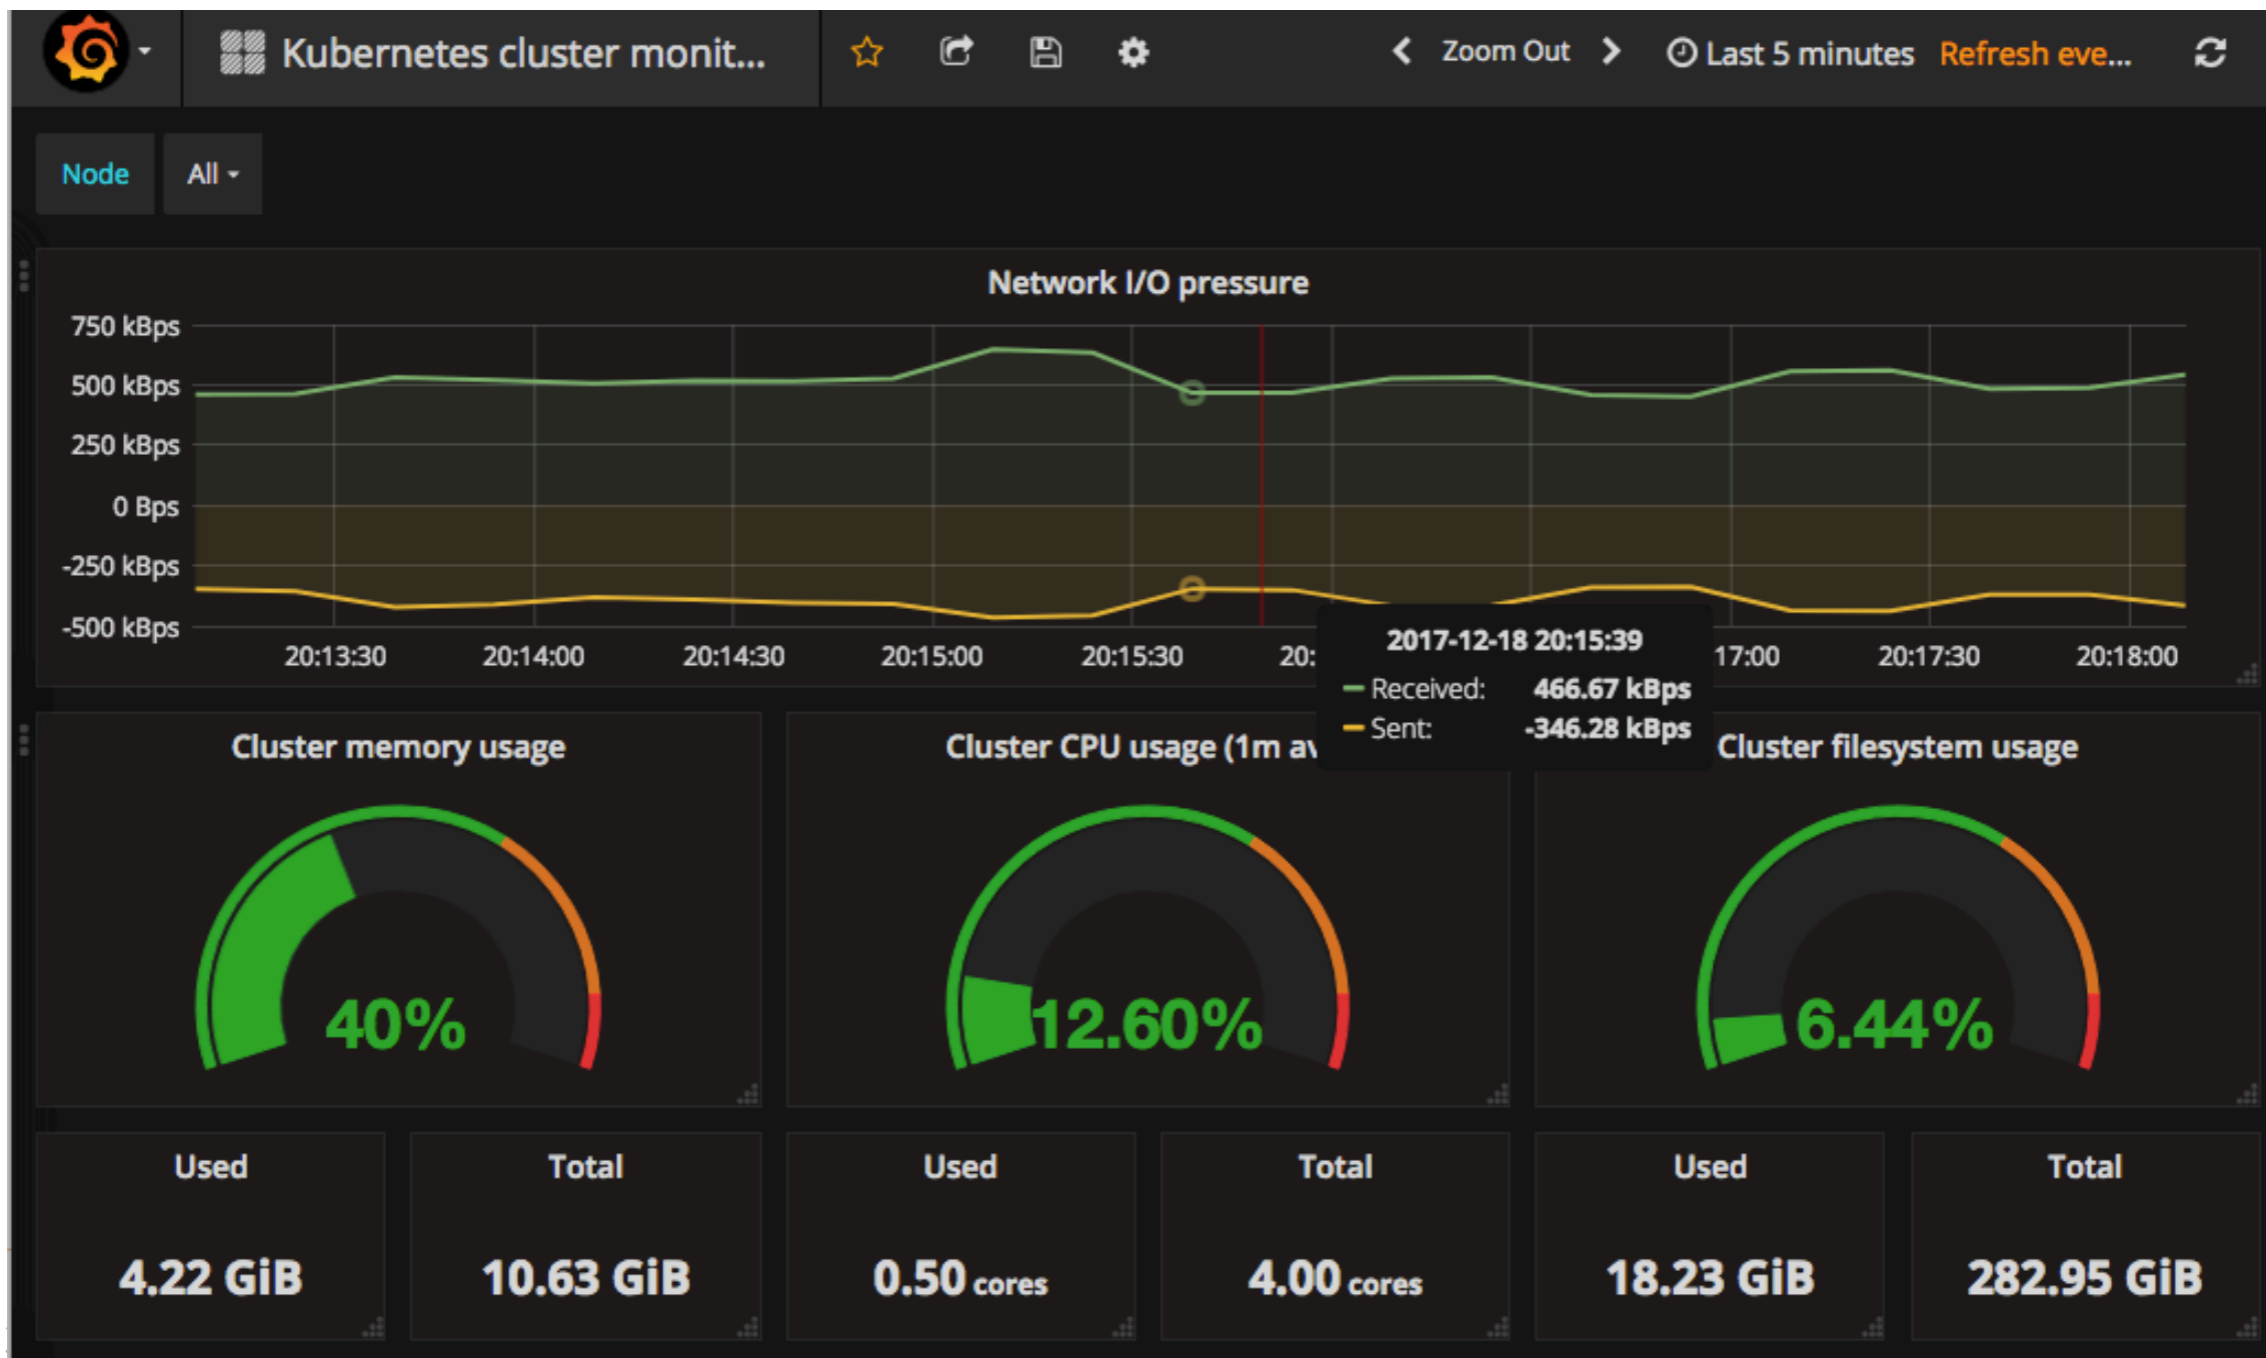 Kubernetes cluster monit...
Zoom Out
Last 5 minutes
Refresh eve...
Node
All
Network I/O pressure
750 kBps
500 kBps
250 kBps
0 Bps
-250 kBps
-500 kBps
20:13:30
20:14:00
20:14:30
20:15:00
20:15:30
20:
17:00
20:17:30
20:18:00
2017-12-18 20:15:39
Received: 466.67 kBps
Sent: -346.28 kBps
Cluster memory usage
40%
Cluster CPU usage (1m av
12.60%
Cluster filesystem usage
6.44%
Used
4.22 GiB
Total
10.63 GiB
Used
0.50 cores
Total
4.00 cores
Used
18.23 GiB
Total
282.95 GiB